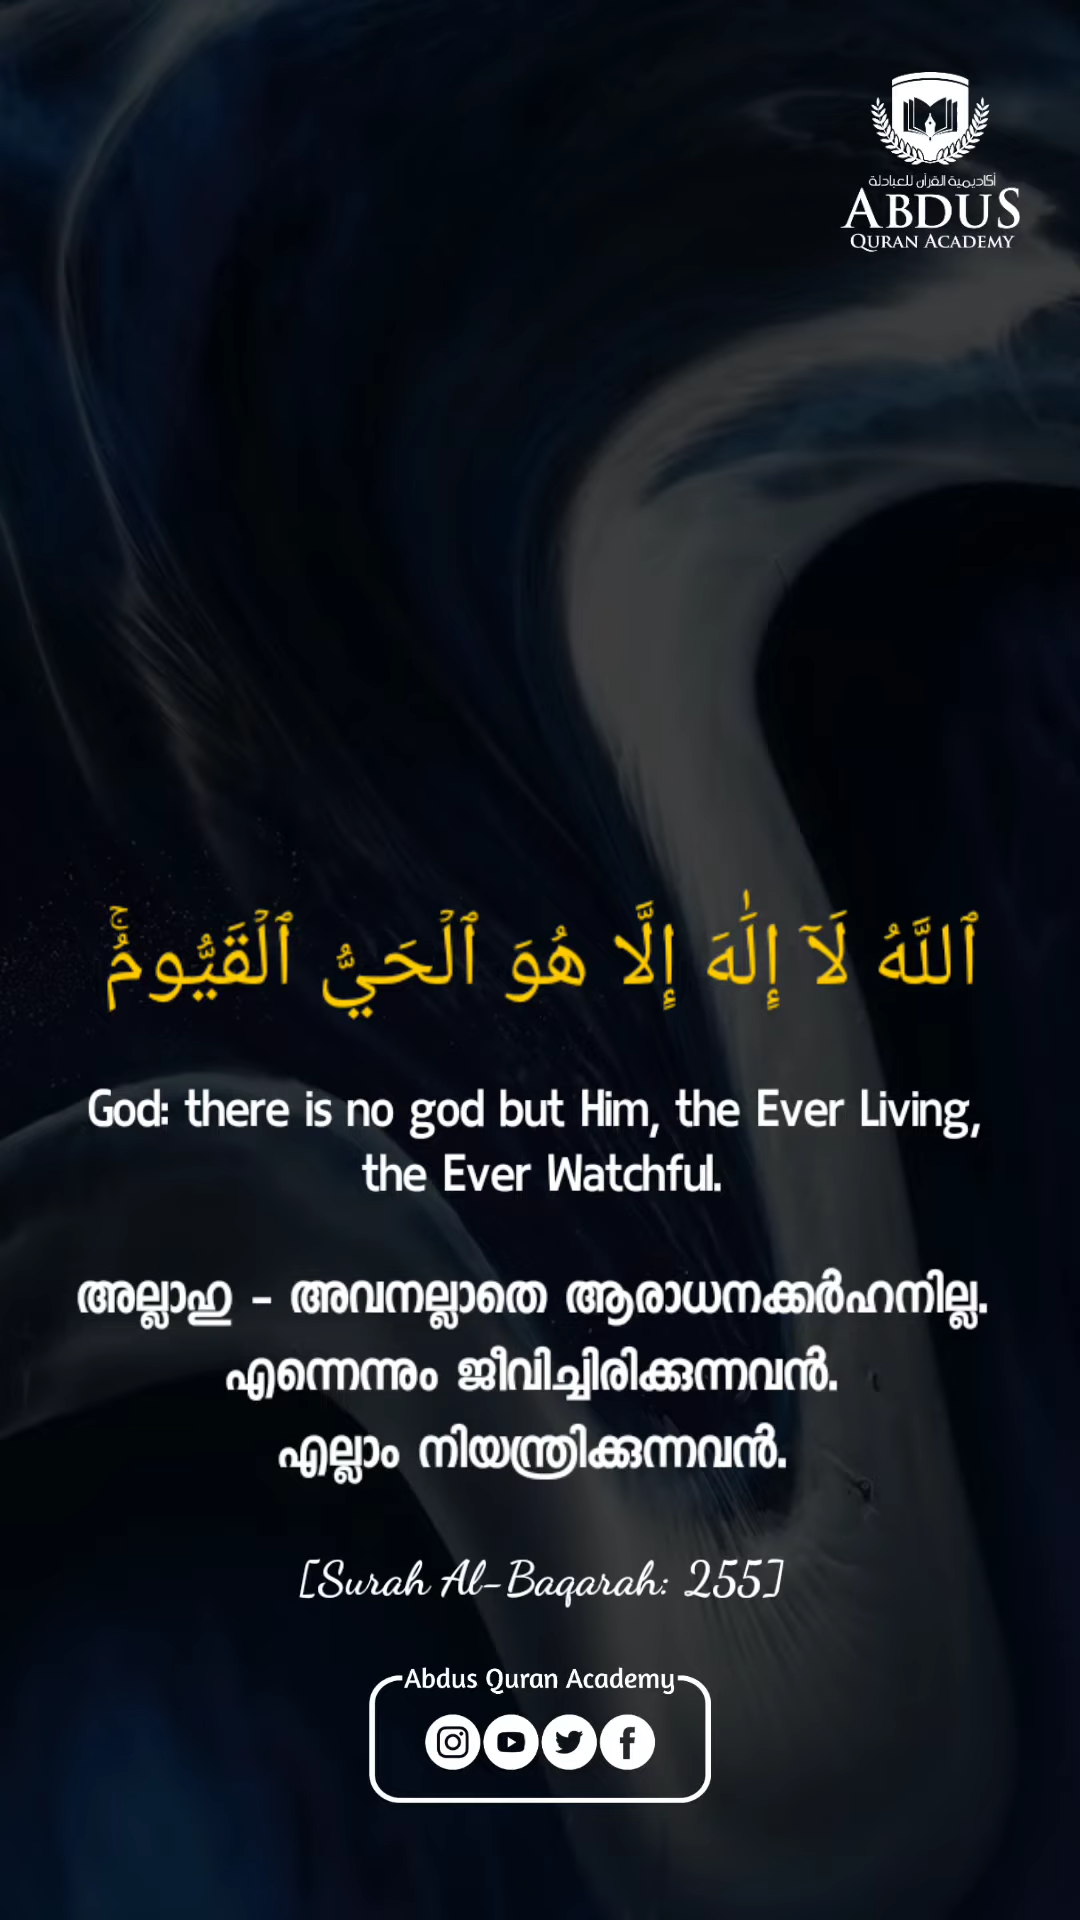 أكاديمية القرآن للعبادلة
ABDUS
QURAN ACADEMY
ٱللَّهُ لَآ إِلَٰهَ إِلَّا هُوَ ٱلْحَيُّ ٱلْقَيُّومُ ۚ
God: there is no god but Him, the Ever Living,
the Ever Watchful.
അല്ലാഹു - അവനല്ലാതെ ആരാധനക്കർഹനില്ല.
എന്നെന്നും ജീവിച്ചിരിക്കുന്നവൻ.
എല്ലാം നിയന്ത്രിക്കുന്നവൻ.
[Surah Al-Baqarah: 255]
Abdus Quran Academy